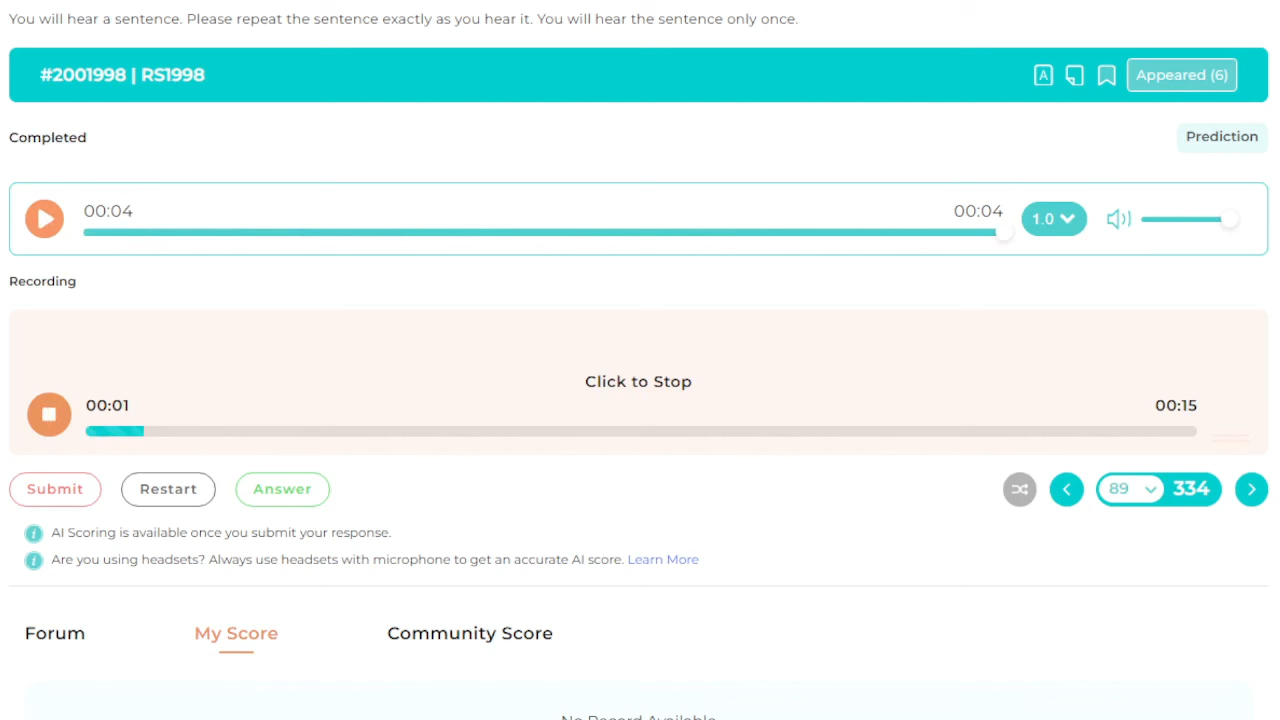 You will hear a sentence. Please repeat the sentence exactly as you hear it. You will hear the sentence only once.
#2001998 | RS1998
A
Appeared (6)
Completed
Prediction
00:04
00:04
1.0
Recording
Click to Stop
00:01
00:15
Submit
Restart
Answer
89
334
AI Scoring is available once you submit your response.
Are you using headsets? Always use headsets with microphone to get an accurate AI score. Learn More
Forum
My Score
Community Score
No Record Available